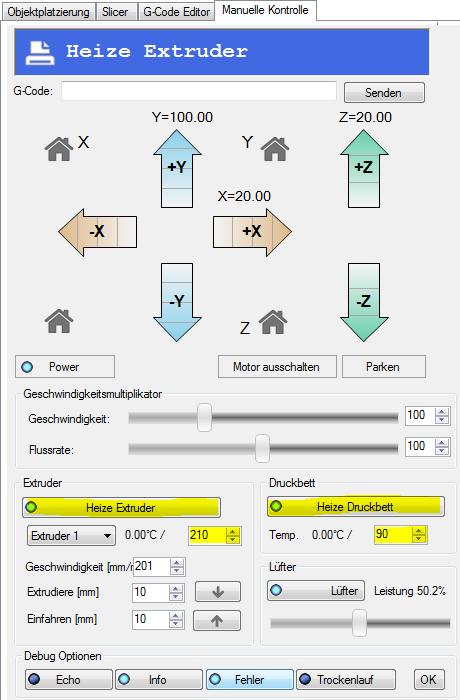 Objektplatzierung Slicer G-Code Editor Manuelle Kontrolle
Heize Extruder
G-Code: Senden
Y=100.00 Z=20.00
X +Y Y +Z
X=20.00
-X +X
-Y -Z
Z
Power Motor ausschalten Parken
Geschwindigkeitsmultiplikator
Geschwindigkeit: 100
Flussrate: 100
Extruder Druckbett
Heize Extruder Heize Druckbett
Extruder 1 0.00°C / 210 Temp. 0.00°C / 90
Geschwindigkeit [mm/r 201 Lüfter
Extrudiere [mm] 10 Lüfter Leistung 50.2%
Einfahren [mm] 10
Debug Optionen
Echo Info Fehler Trockenlauf OK